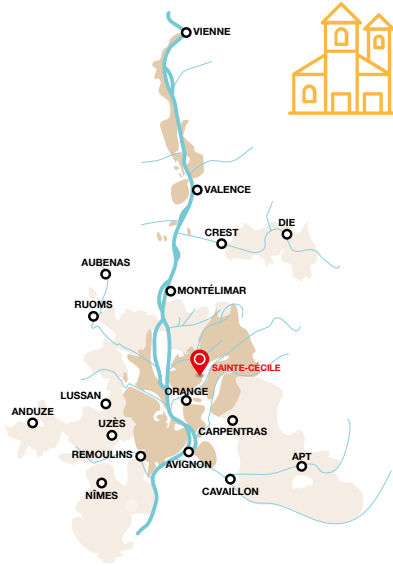 VIENNE
VALENCE
DIE
CREST
AUBENAS
MONTÉLIMAR
RUOMS
SAINTE-CÉCILE
ORANGE
LUSSAN
ANDUZE
UZÈS
CARPENTRAS
REMOULINS
AVIGNON
APT
CAVAILLON
NÎMES